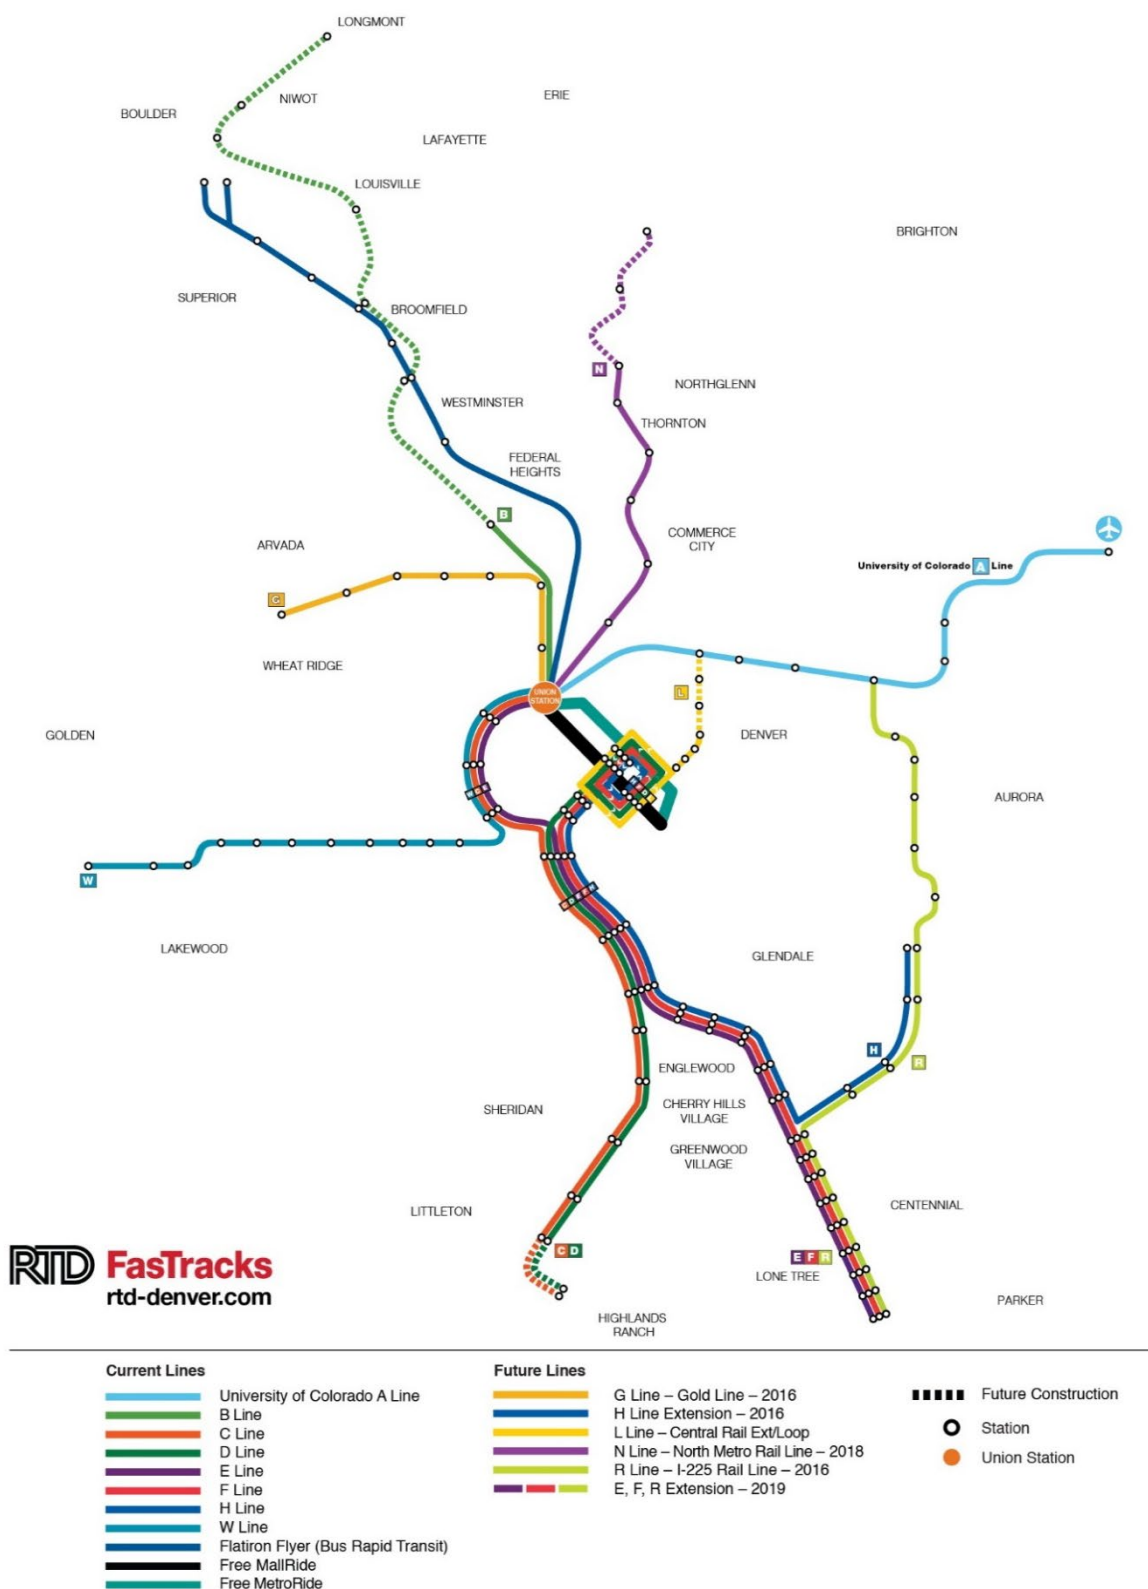 LONGMONT
NIWOT
ERIE
BOULDER
LAFAYETTE
LOUISVILLE
BRIGHTON
SUPERIOR
BROOMFIELD
N
NORTHGLENN
WESTMINSTER
THORNTON
FEDERAL
HEIGHTS
B
COMMERCE
CITY
ARVADA
University of Colorado A Line
G
WHEAT RIDGE
UNION
STATION
L
GOLDEN
DENVER
AURORA
W
LAKEWOOD
GLENDALE
H
R
ENGLEWOOD
SHERIDAN
CHERRY HILLS
VILLAGE
GREENWOOD
VILLAGE
LITTLETON
CENTENNIAL
C D
E F R
LONE TREE
PARKER
HIGHLANDS
RANCH
RTD FasTracks
rtd-denver.com
Current Lines
University of Colorado A Line
B Line
C Line
D Line
E Line
F Line
H Line
W Line
Flatiron Flyer (Bus Rapid Transit)
Free MallRide
Free MetroRide
Future Lines
G Line – Gold Line – 2016
H Line Extension – 2016
L Line – Central Rail Ext/Loop
N Line – North Metro Rail Line – 2018
R Line – I-225 Rail Line – 2016
E, F, R Extension – 2019
Future Construction
Station
Union Station